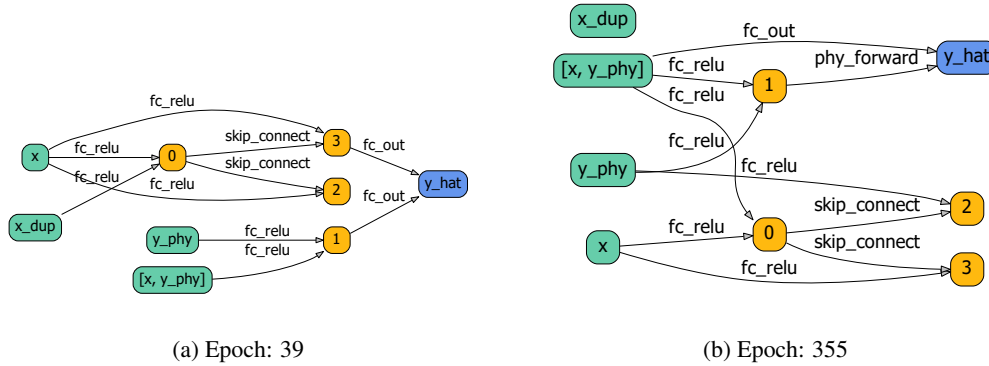 fc_relu
x
fc_relu
0
skip_connect
3
fc_out
fc_relu
fc_relu
skip_connect
2
fc_out
y_hat
x_dup
y_phy
fc_relu
1
fc_relu
[x, y_phy]
(a) Epoch: 39
x_dup
fc_out
[x, y_phy]
fc_relu
1
phy_forward
y_hat
fc_relu
fc_relu
y_phy
fc_relu
skip_connect
2
x
fc_relu
0
skip_connect
fc_relu
3
(b) Epoch: 355